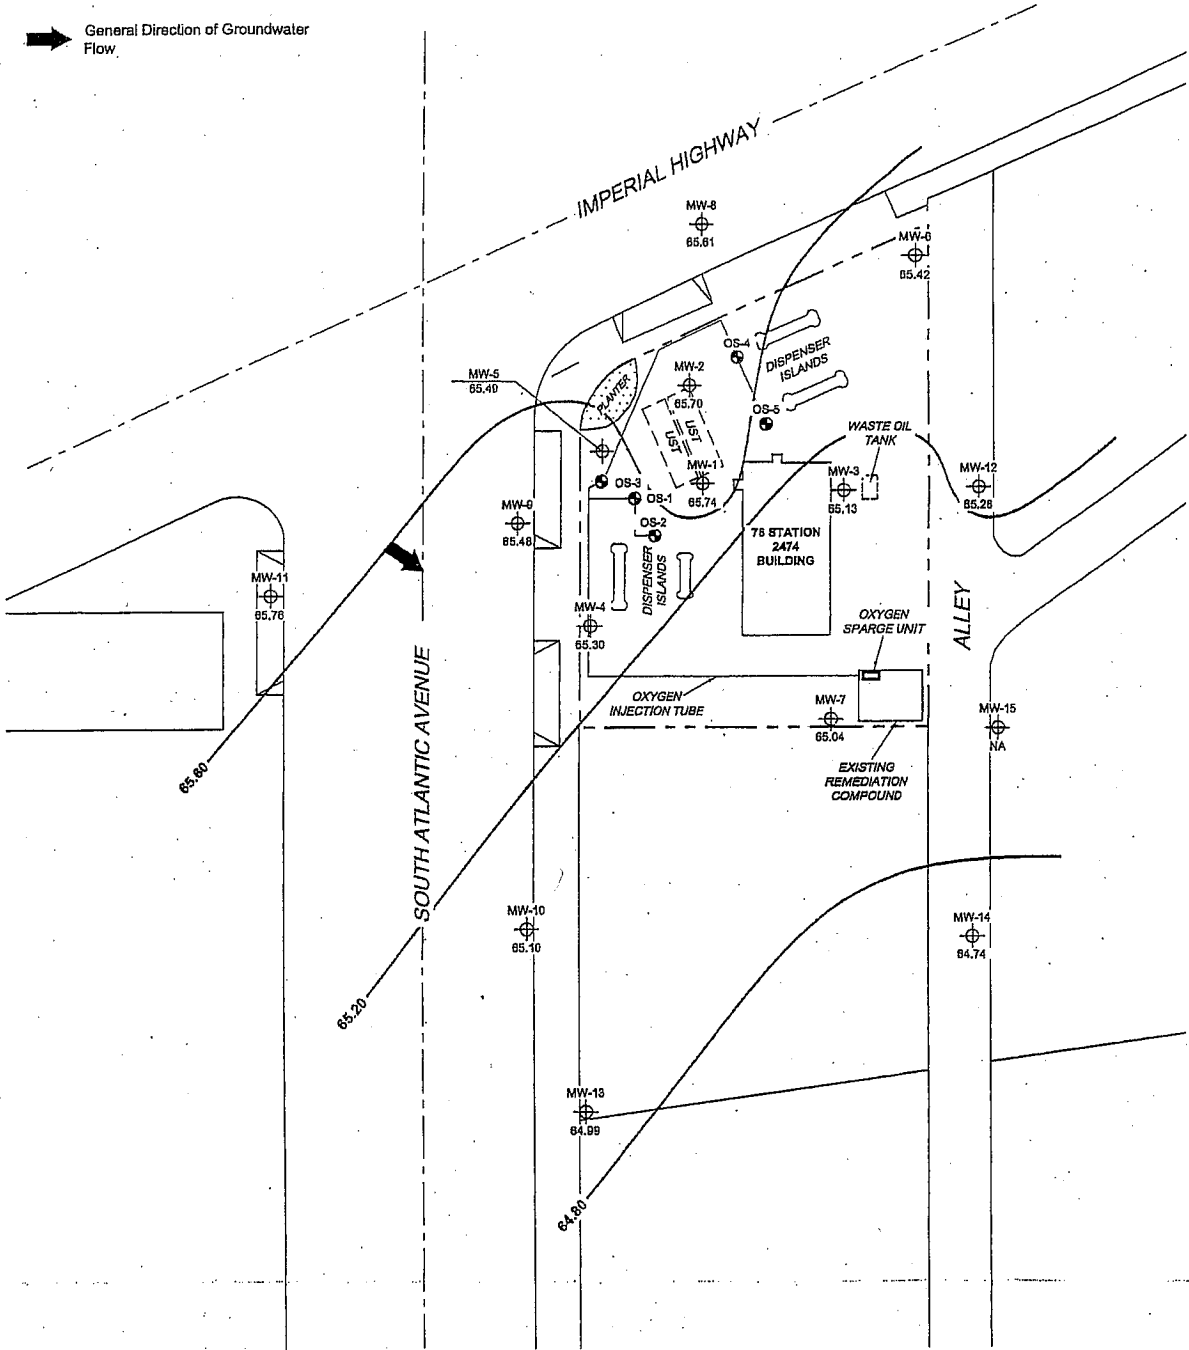 General Direction of Groundwater
Flow
IMPERIAL HIGHWAY
MW-8
65.61
MW-6
65.42
OS-4
DISPENSER
ISLANDS
MW-5
65.49
MW-2
65.70
PLANTER
UST
UST
OS-5
WASTE OIL
TANK
MW-1
65.74
MW-3
65.13
MW-12
65.28
OS-3
OS-1
OS-2
MW-9
65.48
76 STATION
2474
BUILDING
DISPENSER
ISLANDS
MW-11
65.76
MW-4
65.30
ALLEY
OXYGEN
SPARGE UNIT
OXYGEN
INJECTION TUBE
MW-7
65.04
MW-15
NA
EXISTING
REMEDIATION
COMPOUND
65.60
SOUTH ATLANTIC AVENUE
MW-10
65.10
MW-14
64.74
65.20
MW-13
64.99
64.80